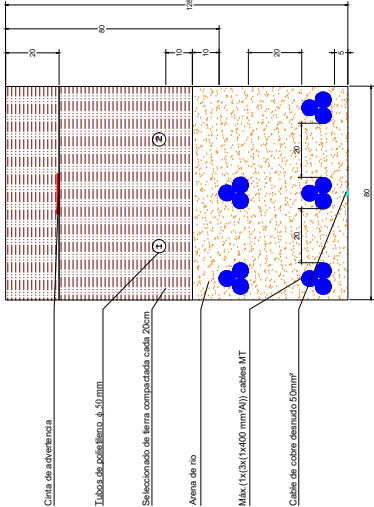 Cinta de advertencia
Tubos de polietileno ϕ 50 mm
Seleccionado de tierra compactada cada 20cm
Arena de río
Máx.(1x(3x(1x400 mm²Al)) cables MT
Cable de cobre desnudo 50mm²
1
2
20
80
10
10
20
5
20
20
80